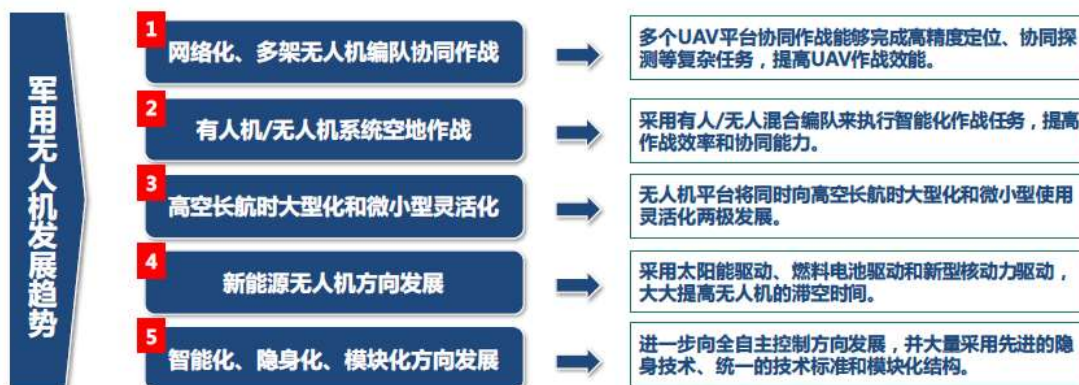 军用无人机发展趋势
1
网络化、多架无人机编队协同作战
多个UAV平台协同作战能够完成高精度定位、协同探
测等复杂任务，提高UAV作战效能。
2
有人机/无人机系统空地作战
采用有人/无人混合编队来执行智能化作战任务，提高
作战效率和协同能力。
3
高空长航时大型化和微小型灵活化
无人机平台将同时向高空长航时大型化和微小型使用
灵活化两极发展。
4
新能源无人机方向发展
采用太阳能驱动、燃料电池驱动和新型核动力驱动，
大大提高无人机的滞空时间。
5
智能化、隐身化、模块化方向发展
进一步向全自主控制方向发展，并大量采用先进的隐
身技术、统一的技术标准和模块化结构。